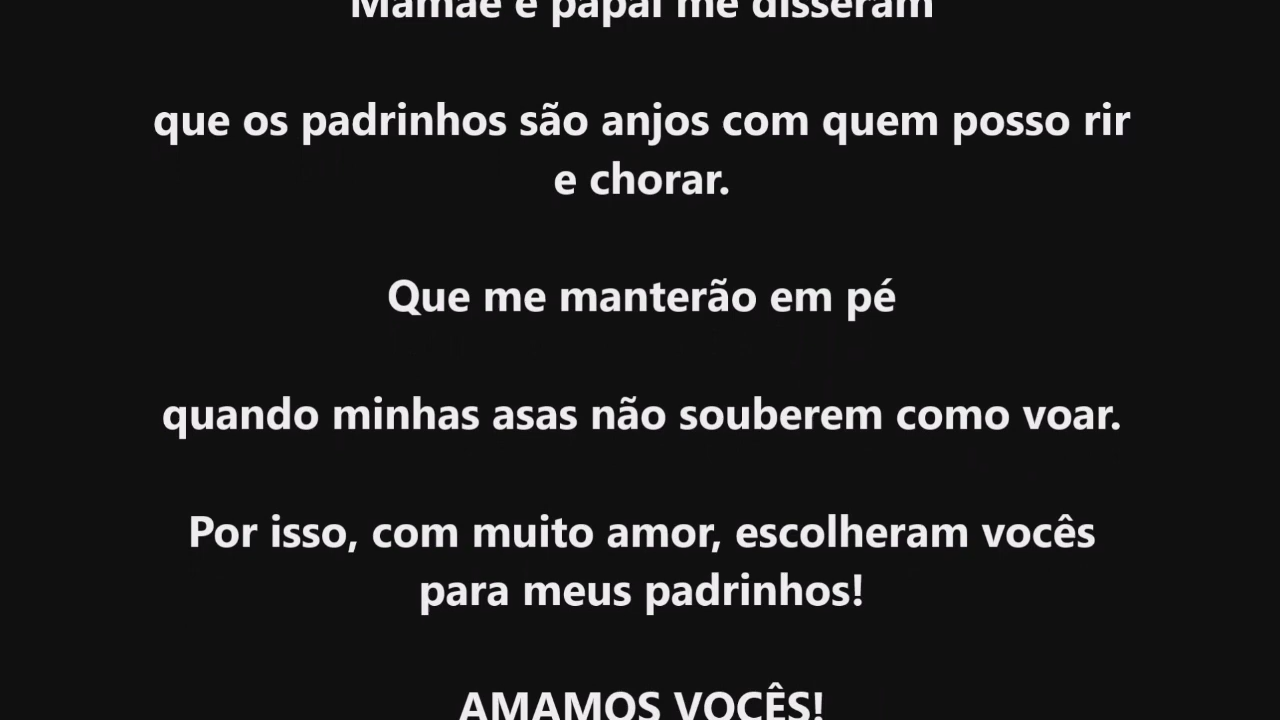 Mamãe e papai me disseram
que os padrinhos são anjos com quem posso rir
e chorar.
Que me manterão em pé
quando minhas asas não souberem como voar.
Por isso, com muito amor, escolheram vocês
para meus padrinhos!
AMAMOS VOCÊS!